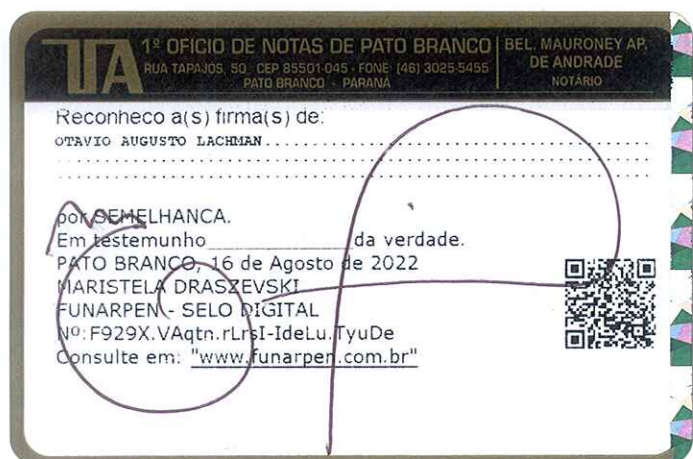 1º OFICIO DE NOTAS DE PATO BRANCO
RUA TAPAJÓS, 50 CEP 85501-045 - FONE: (46) 3025-5455
PATO BRANCO - PARANÁ
BEL. MAURONEY AP.
DE ANDRADE
NOTÁRIO
Reconheco a(s) firma(s) de:
OTAVIO AUGUSTO LACHMAN
por SEMELHANCA.
Em testemunho____________da verdade.
PATO BRANCO, 16 de Agosto de 2022
MARISTELA DRASZEVSKI
FUNARPEN - SELO DIGITAL
Nº:F929X.VAqtn.rLrsI-IdeLu.TyuDe
Consulte em: "www.funarpen.com.br"